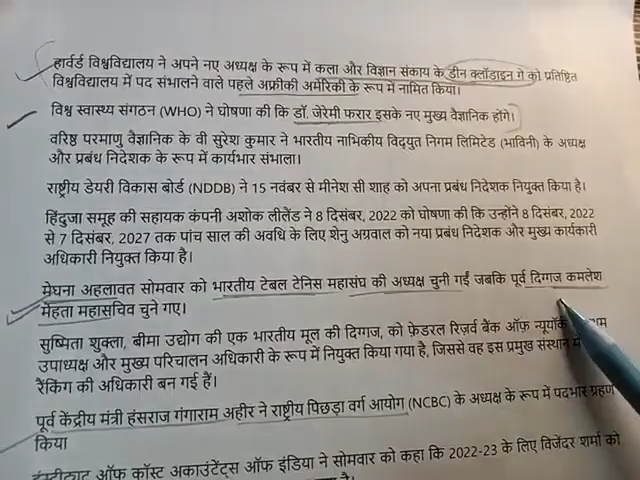 हार्वर्ड विश्वविद्यालय ने अपने नए अध्यक्ष के रूप में कला और विज्ञान संकाय के डीन क्लॉडाइन गे को प्रतिष्ठित
विश्वविद्यालय में पद संभालने वाले पहले अफ्रीकी अमेरिकी के रूप में नामित किया।
विश्व स्वास्थ्य संगठन (WHO) ने घोषणा की कि डॉ. जेरेमी फरार इसके नए मुख्य वैज्ञानिक होंगे।
वरिष्ठ परमाणु वैज्ञानिक के वी सुरेश कुमार ने भारतीय नाभिकीय विद्युत निगम लिमिटेड (भाविनी) के अध्यक्ष
और प्रबंध निदेशक के रूप में कार्यभार संभाला।
राष्ट्रीय डेयरी विकास बोर्ड (NDDB) ने 15 नवंबर से मीनेश सी शाह को अपना प्रबंध निदेशक नियुक्त किया है।
हिंदुजा समूह की सहायक कंपनी अशोक लीलैंड ने 8 दिसंबर, 2022 को घोषणा की कि उन्होंने 8 दिसंबर, 2022
से 7 दिसंबर, 2027 तक पांच साल की अवधि के लिए शेनु अग्रवाल को नया प्रबंध निदेशक और मुख्य कार्यकारी
अधिकारी नियुक्त किया है।
मेघना अहलावत सोमवार को भारतीय टेबल टेनिस महासंघ की अध्यक्ष चुनी गईं जबकि पूर्व दिग्गज कमलेश
मेहता महासचिव चुने गए।
सुष्मिता शुक्ला, बीमा उद्योग की एक भारतीय मूल की दिग्गज, को फ़ेडरल रिज़र्व बैंक ऑफ़ न्यूयॉर्क
उपाध्यक्ष और मुख्य परिचालन अधिकारी के रूप में नियुक्त किया गया है, जिससे वह इस प्रमुख संस्थान
रैंकिंग की अधिकारी बन गई हैं।
पूर्व केंद्रीय मंत्री हंसराज गंगाराम अहीर ने राष्ट्रीय पिछड़ा वर्ग आयोग (NCBC) के अध्यक्ष के रूप में पदभार ग्रहण
किया
ऑफ कॉस्ट अकाउंटेंट्स ऑफ इंडिया ने सोमवार को कहा कि 2022-23 के लिए विजेंदर शर्मा को